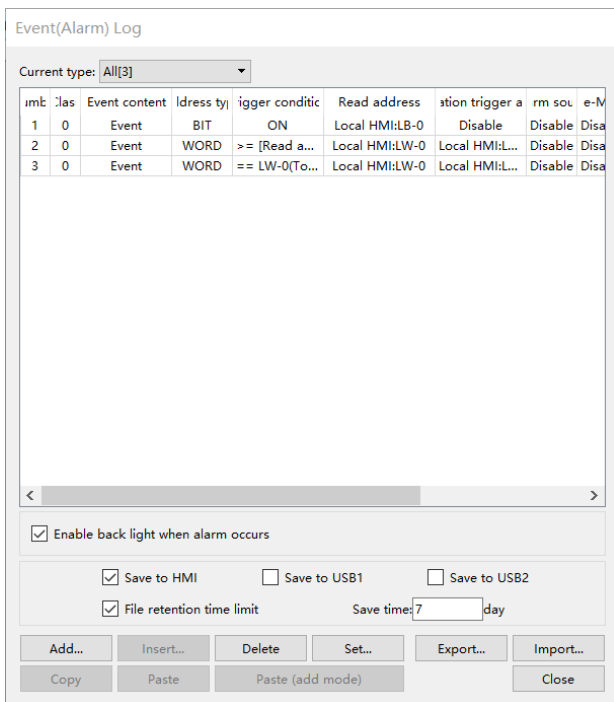 Event(Alarm) Log
Current type: All[3]
umb Clas Event content ldress ty igger conditic Read address ation trigger a rm sou e-M
1 0 Event BIT ON Local HMI:LB-0 Disable Disable Disa
2 0 Event WORD >= [Read a... Local HMI:LW-0 Local HMI:L... Disable Disa
3 0 Event WORD == LW-0(To... Local HMI:LW-0 Local HMI:L... Disable Disa
Enable back light when alarm occurs
Save to HMI Save to USB1 Save to USB2
File retention time limit Save time: 7 day
Add... Insert... Delete Set... Export... Import...
Copy Paste Paste (add mode) Close